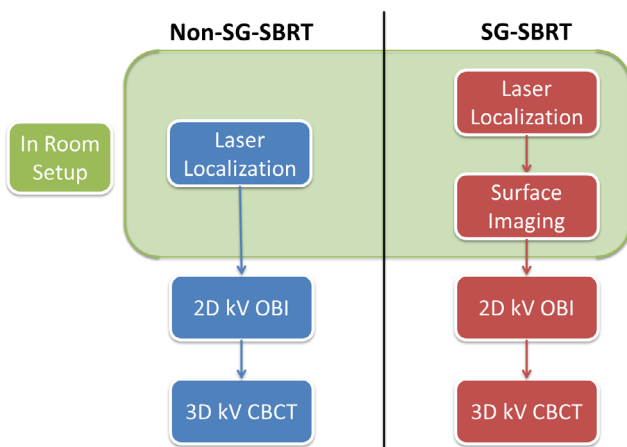 Non-SG-SBRT
SG-SBRT
In Room
Setup
Laser
Localization
2D kV OBI
3D kV CBCT
Laser
Localization
Surface
Imaging
2D kV OBI
3D kV CBCT